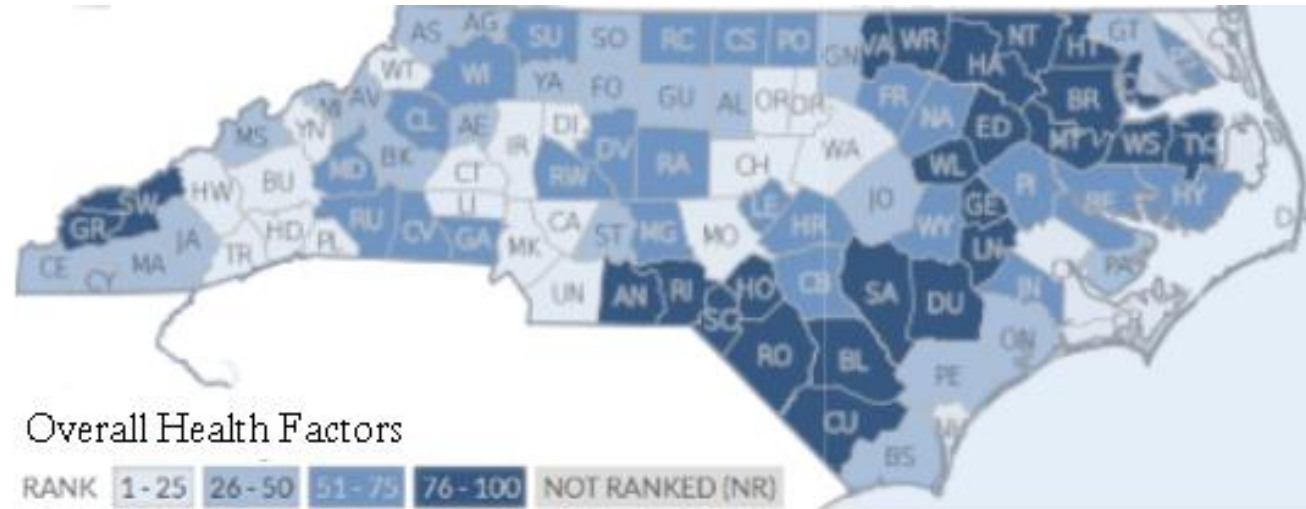 AS AG SU SO RC CS PO GN VA WR HA NT HT GT
WT WI YA FO GU AL OR DR FR NA BR
MS YN MI AV CL AE IR DI DV RA CH WA ED MT WS
MD BK CT RW WL PI BE HY
GR SW HW BU LI LE JO GE
CE CY MA JA TR HD PL RU CV GA MK CA ST MG MO HR WY LN PA D
UN AN RI SC HO CB SA DU JN
RO BL ON
CU PE
BS
Overall Health Factors
RANK 1 - 25 26 - 50 51 - 75 76 - 100 NOT RANKED (NR)